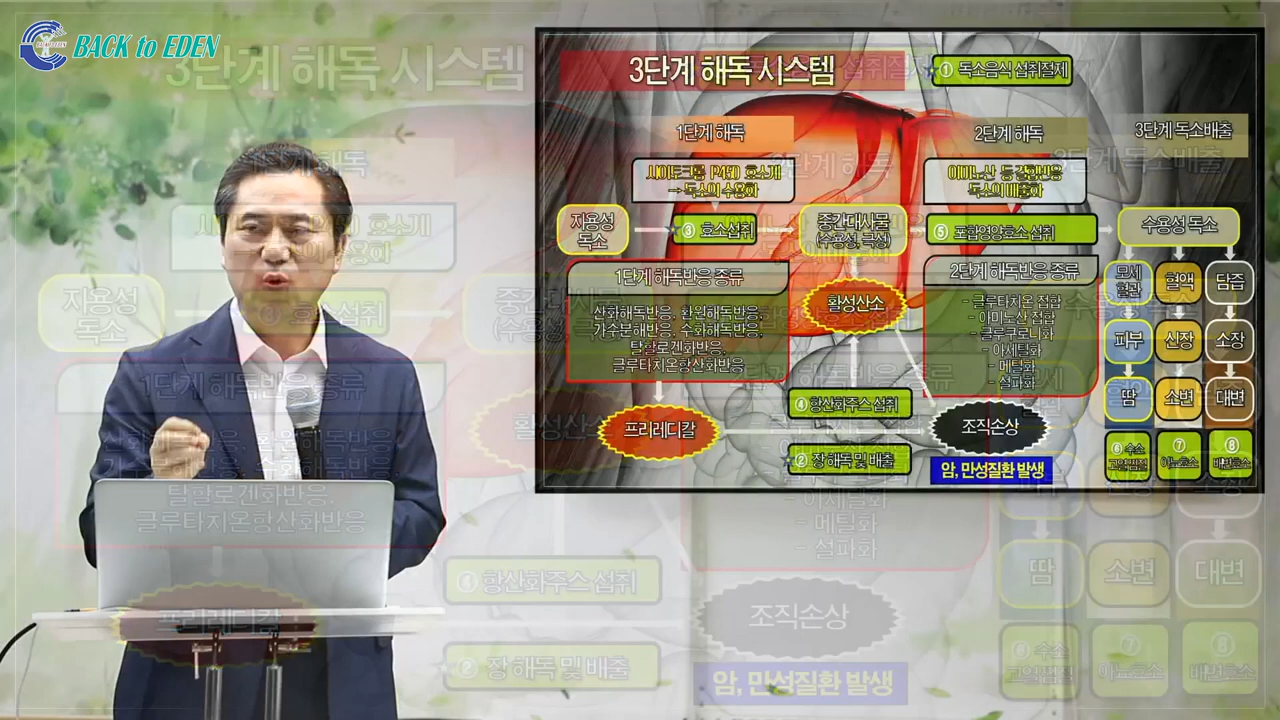 BACK to EDEN
3단계 해독 시스템
① 독소음식 섭취절제
1단계 해독
2단계 해독
3단계 독소배출
사이토크롬 P450 효소계
→ 독소의 수용화
아미노산 등 결합반응
독소의 배출화
지용성
독소
③ 효소섭취
중간대사물
(수용성, 극성)
⑤ 포합영양효소 섭취
수용성 독소
1단계 해독반응 종류
산화해독반응, 환원해독반응,
가수분해반응, 수화해독반응,
탈할로겐화반응,
글루타치온항산화반응
활성산소
2단계 해독반응 종류
- 글루타치온 접합
- 아미노산 접합
- 글루쿠로니화
- 아세틸화
- 메틸화
- 설파화
모세
혈관
혈액
담즙
피부
신장
소장
땀
소변
대변
④ 항산화주스 섭취
프리레디칼
조직손상
② 장 해독 및 배출
암, 만성질환 발생
⑥ 수소
⑦
⑧